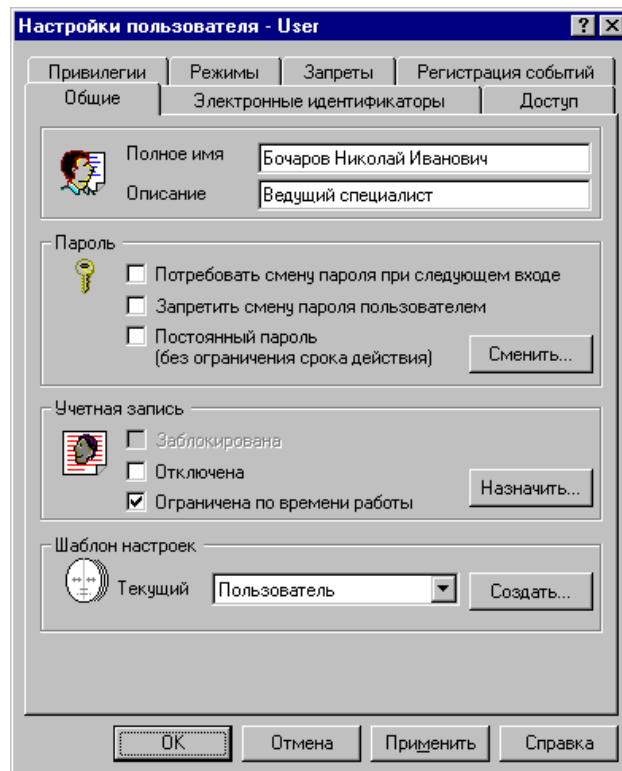 Настройки пользователя - User
Привилегии Режимы Запреты Регистрация событий
Общие Электронные идентификаторы Доступ
Полное имя Бочаров Николай Иванович
Описание Ведущий специалист
Пароль
Потребовать смену пароля при следующем входе
Запретить смену пароля пользователем
Постоянный пароль
(без ограничения срока действия) Сменить...
Учетная запись
Заблокирована
Отключена
Назначить...
Ограничена по времени работы
Шаблон настроек
Текущий Пользователь Создать...
OK Отмена Применить Справка